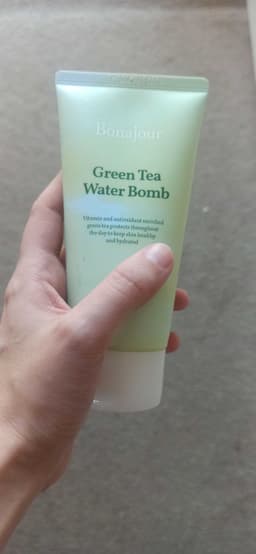 Bonajour
Green Tea
Water Bomb
Vitamin and antioxidant enriched
green tea protects throughout
the day to keep skin healthy
and hydrated